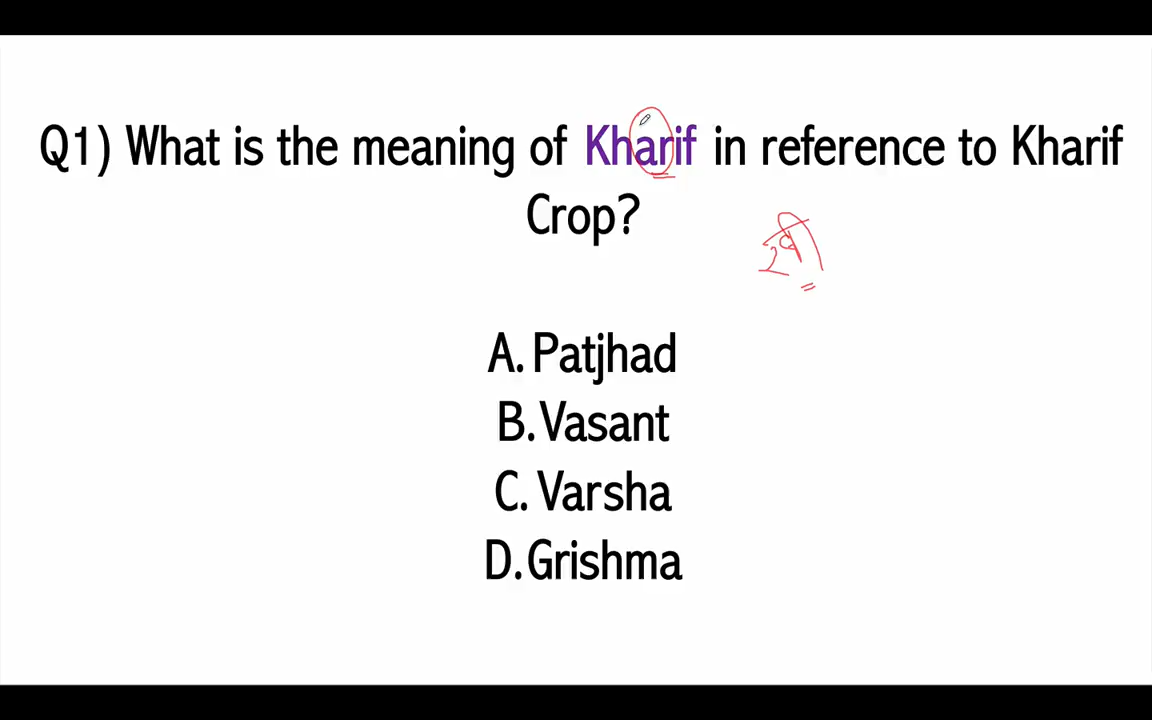 Q1) What is the meaning of Kharif in reference to Kharif
Crop?
A. Patjhad
B. Vasant
C. Varsha
D. Grishma